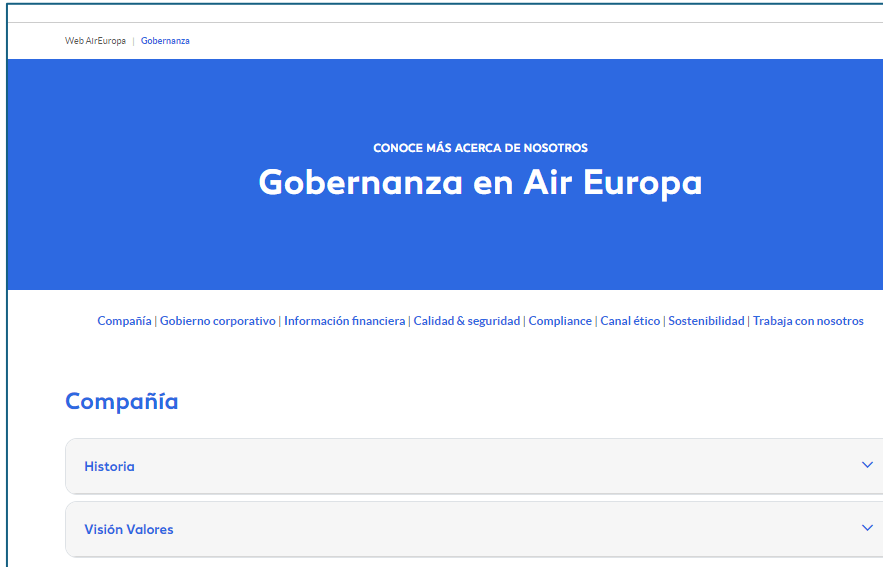 Web AirEuropa | Gobernanza
CONOCE MÁS ACERCA DE NOSOTROS
Gobernanza en Air Europa
Compañía | Gobierno corporativo | Información financiera | Calidad & seguridad | Compliance | Canal ético | Sostenibilidad | Trabaja con nosotros
Compañía
Historia
Visión Valores